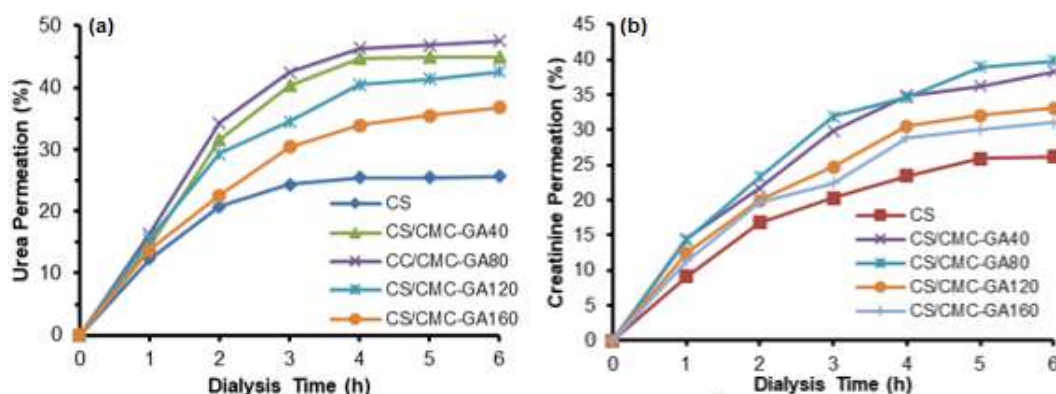 (a)
Urea Permeation (%)
50
40
30
20
10
0
0 1 2 3 4 5 6
Dialysis Time (h)
CS
CS/CMC-GA40
CC/CMC-GA80
CS/CMC-GA120
CS/CMC-GA160
(b)
Creatinine Permeation (%)
45
40
35
30
25
20
15
10
5
0
0 1 2 3 4 5 6
Dialysis Time (h)
CS
CS/CMC-GA40
CS/CMC-GA80
CS/CMC-GA120
CS/CMC-GA160